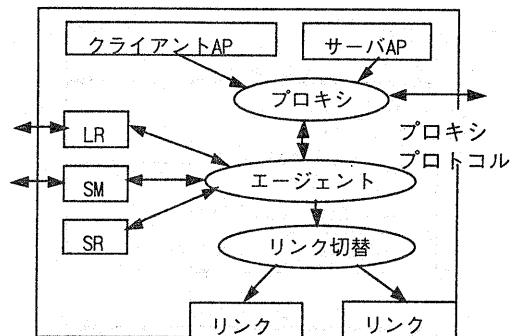 クライアントAP
サーバAP
プロキシ
プロキシ
プロトコル
LR
エージェント
SM
SR
リンク切替
リンク
リンク